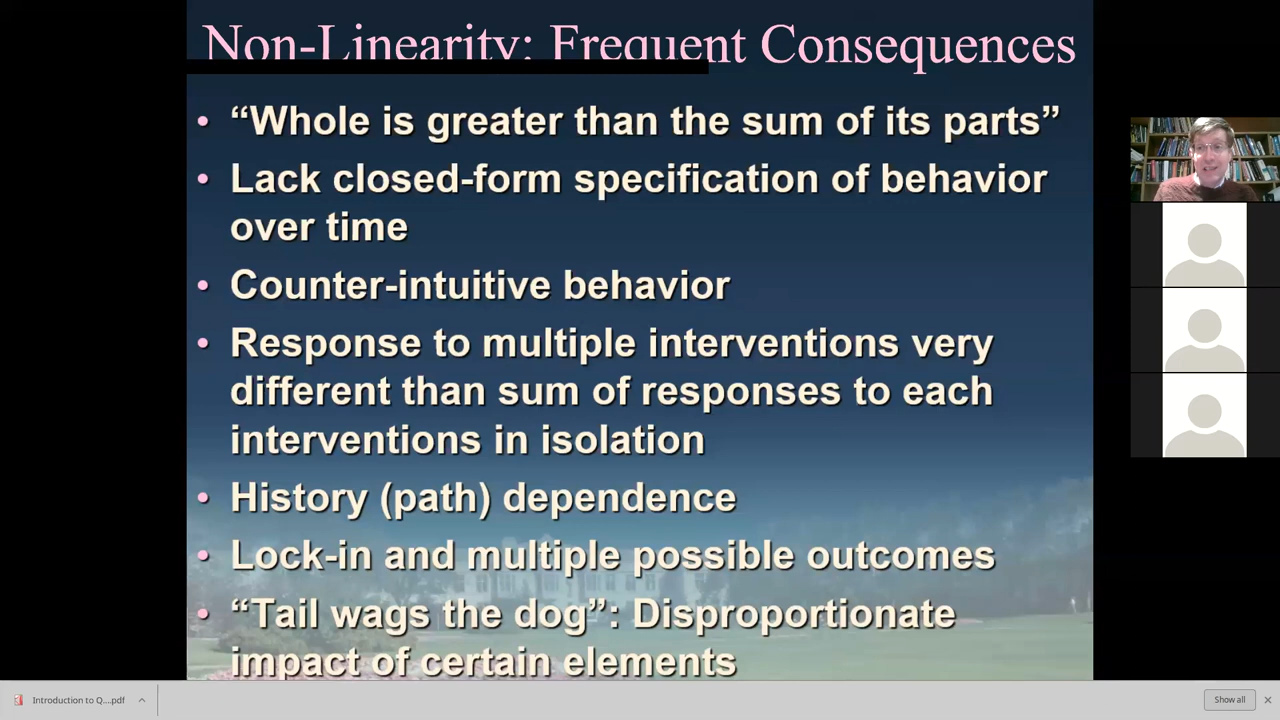 Non-Linearity: Frequent Consequences
• “Whole is greater than the sum of its parts”
• Lack closed-form specification of behavior
over time
• Counter-intuitive behavior
• Response to multiple interventions very
different than sum of responses to each
interventions in isolation
• History (path) dependence
• Lock-in and multiple possible outcomes
• “Tail wags the dog”: Disproportionate
impact of certain elements
Introduction to Q....pdf
Show all